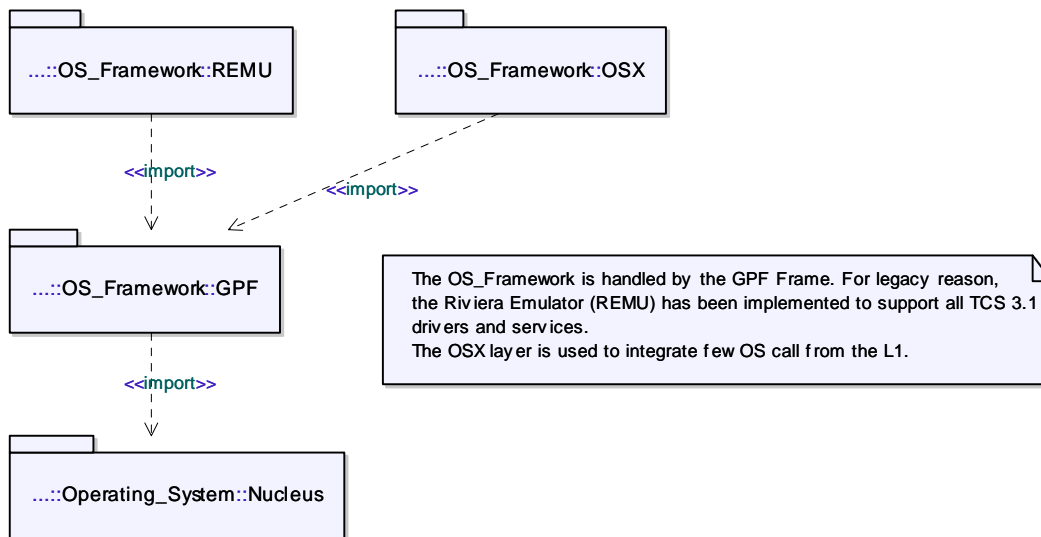 ...::OS_Framework::REMU
...::OS_Framework::OSX
<<import>>
<<import>>
...::OS_Framework::GPF
The OS_Framework is handled by the GPF Frame. For legacy reason,
the Riviera Emulator (REMU) has been implemented to support all TCS 3.1
drivers and services.
The OSX layer is used to integrate few OS call from the L1.
<<import>>
...::Operating_System::Nucleus